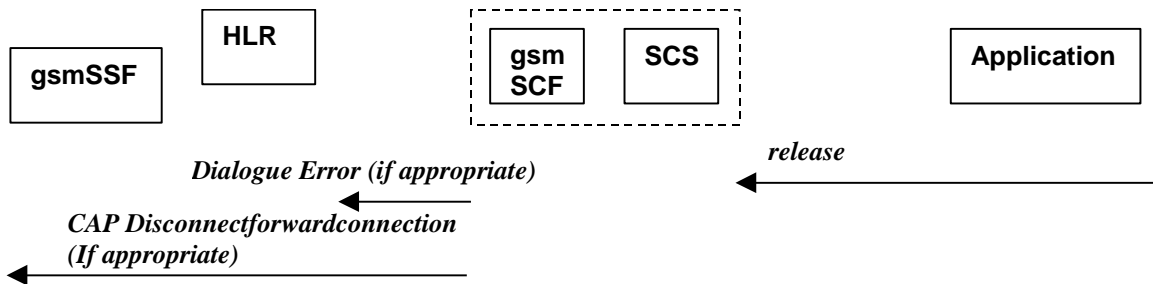 HLR
gsmSSF
gsm
SCF
SCS
Application
release
Dialogue Error (if appropriate)
CAP Disconnectforwardconnection
(If appropriate)